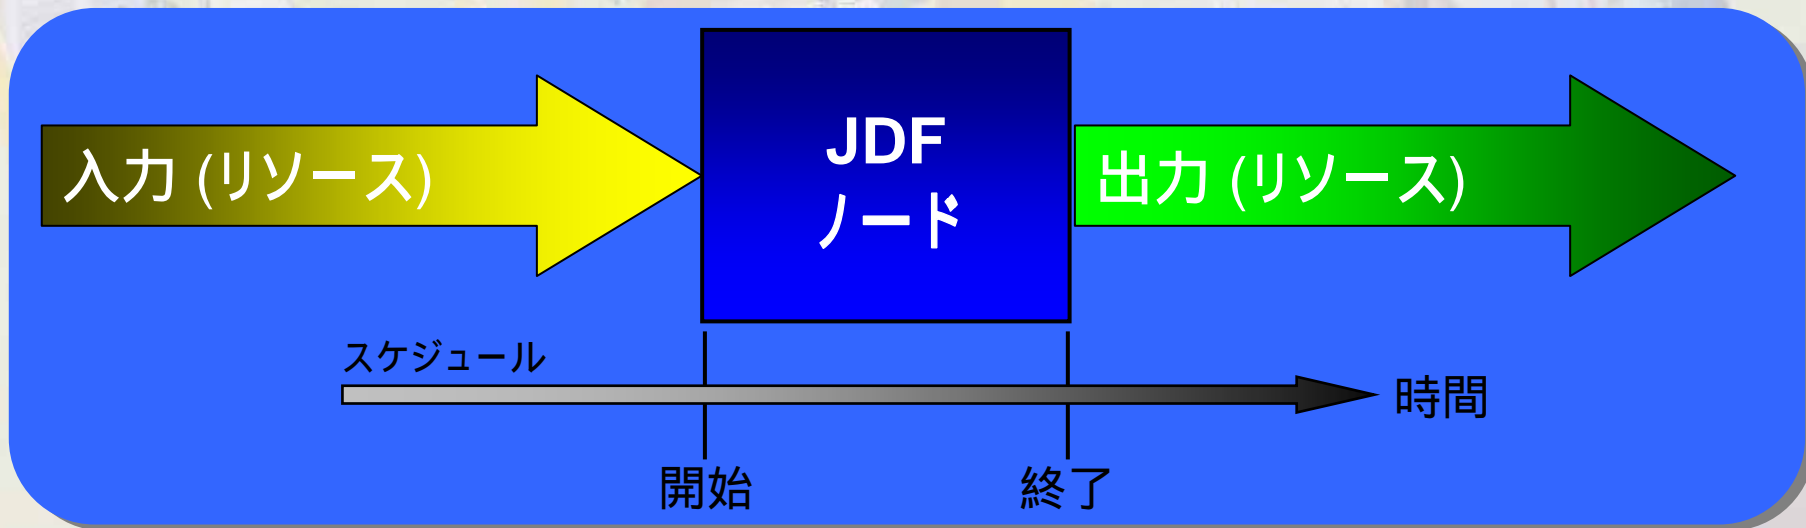 入力 (リソース)
JDF
ノード
出力 (リソース)
スケジュール
時間
開始
終了